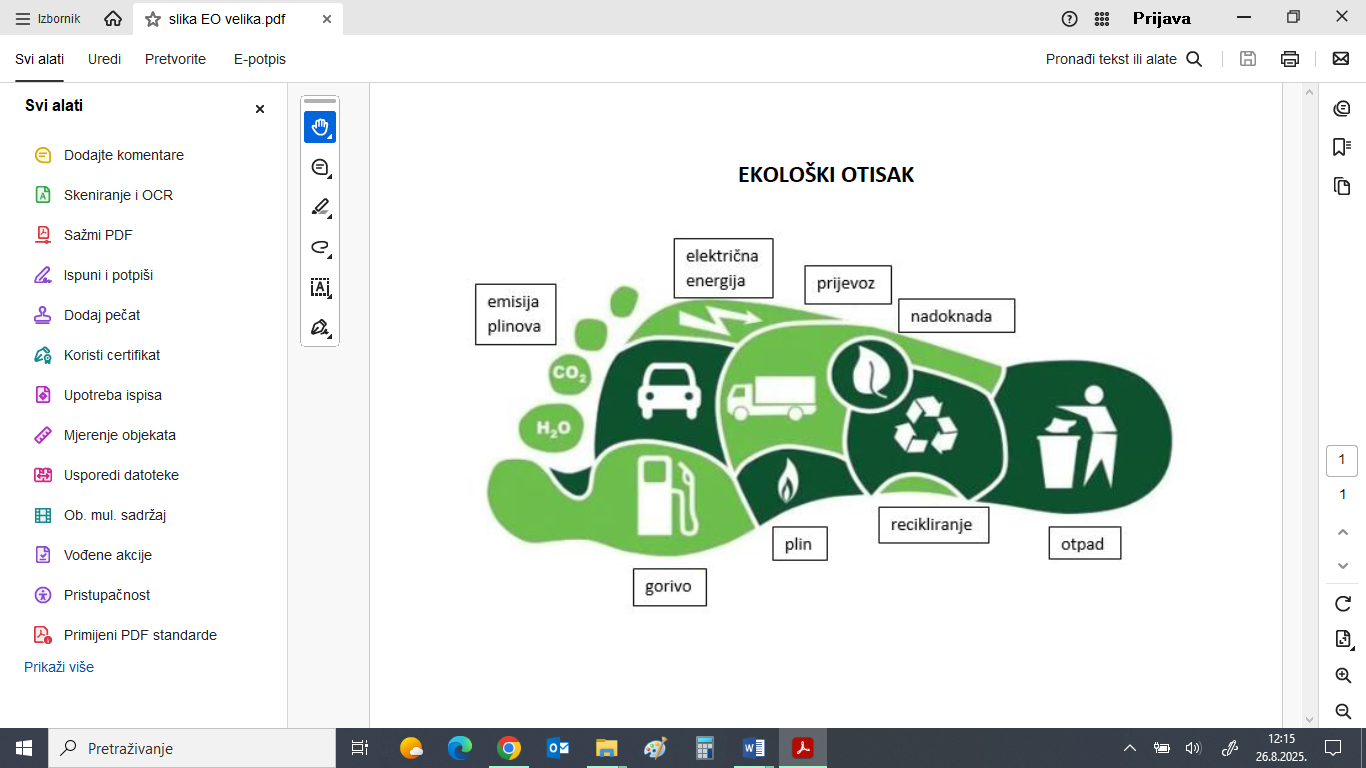 Izbornik
slika EO velika.pdf
Prijava
Svi alati
Uredi
Pretvorite
E-potpis
Pronađi tekst ili alate
Svi alati
Dodajte komentare
Skeniranje i OCR
Sažmi PDF
Ispuni i potpiši
Dodaj pečat
Koristi certifikat
Upotreba ispisa
Mjerenje objekata
Usporedi datoteke
Ob. mul. sadržaj
Vođene akcije
Pristupačnost
Primijeni PDF standarde
Prikaži više
EKOLOŠKI OTISAK
električna
energija
prijevoz
emisija
plinova
nadoknada
CO₂
H₂O
recikliranje
plin
otpad
gorivo
1
1
Pretraživanje
12:15
26.8.2025.